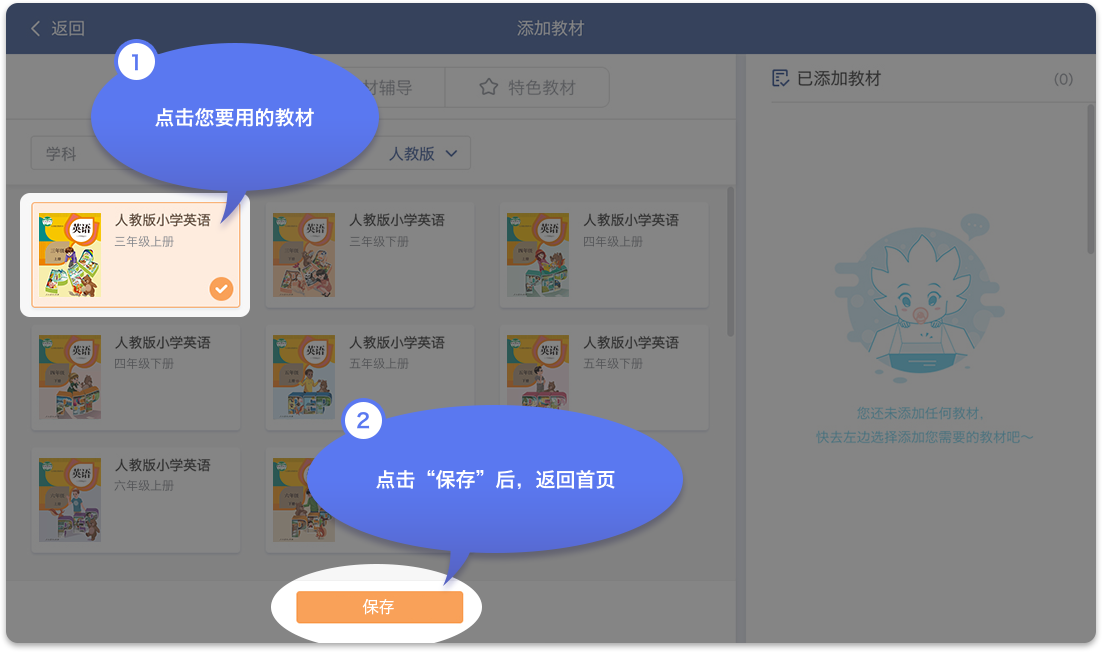 返回
添加教材
1
点击您要用的教材
材辅导
特色教材
已添加教材
(0)
学科
人教版
英语
人教版小学英语
三年级上册
英语
人教版小学英语
三年级下册
英语
人教版小学英语
四年级上册
英语
人教版小学英语
四年级下册
英语
人教版小学英语
五年级上册
英语
人教版小学英语
五年级下册
您还未添加任何教材,
快去左边选择添加您需要的教材吧～
2
点击“保存”后，返回首页
英语
人教版小学英语
六年级上册
保存